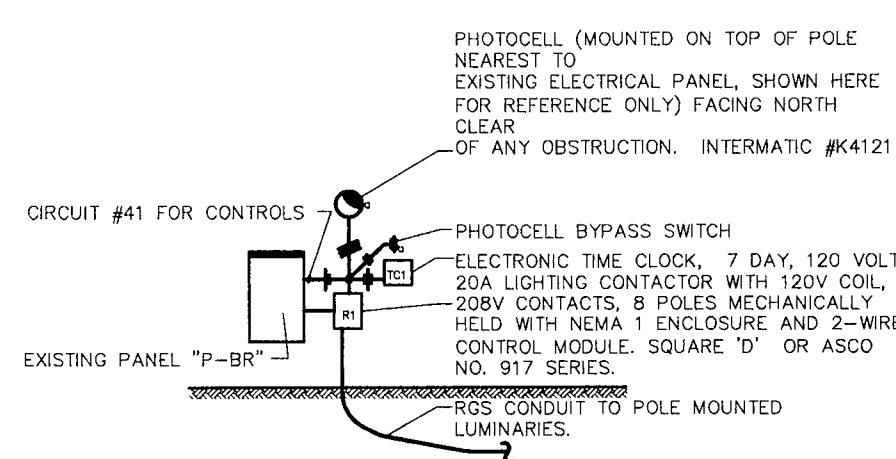 PHOTOCELL (MOUNTED ON TOP OF POLE
NEAREST TO
EXISTING ELECTRICAL PANEL, SHOWN HERE
FOR REFERENCE ONLY) FACING NORTH
CLEAR
OF ANY OBSTRUCTION. INTERMATIC #K4121
CIRCUIT #41 FOR CONTROLS
PHOTOCELL BYPASS SWITCH
ELECTRONIC TIME CLOCK, 7 DAY, 120 VOLT
TC1
20A LIGHTING CONTACTOR WITH 120V COIL,
208V CONTACTS, 8 POLES MECHANICALLY
R1
HELD WITH NEMA 1 ENCLOSURE AND 2-WIRE
CONTROL MODULE. SQUARE 'D' OR ASCO
NO. 917 SERIES.
EXISTING PANEL "P-BR"
RGS CONDUIT TO POLE MOUNTED
LUMINARIES.